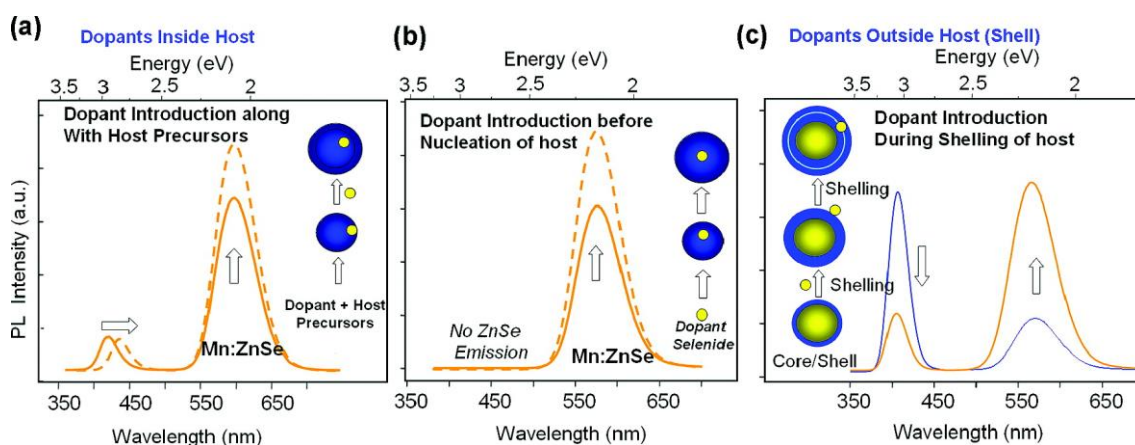 (a)
Dopants Inside Host
Energy (eV)
3.5 3 2.5 2
Dopant Introduction along
With Host Precursors
Dopant + Host
Precursors
Mn:ZnSe
PL Intensity (a.u.)
350 450 550 650
Wavelength (nm)
(b)
Energy (eV)
3.5 3 2.5 2
Dopant Introduction before
Nucleation of host
No ZnSe
Emission
Mn:ZnSe
Dopant
Selenide
350 450 550 650
Wavelength (nm)
(c)
Dopants Outside Host (Shell)
Energy (eV)
3.5 3 2.5 2
Dopant Introduction
During Shelling of host
Shelling
Shelling
Core/Shell
350 450 550 650
Wavelength (nm)